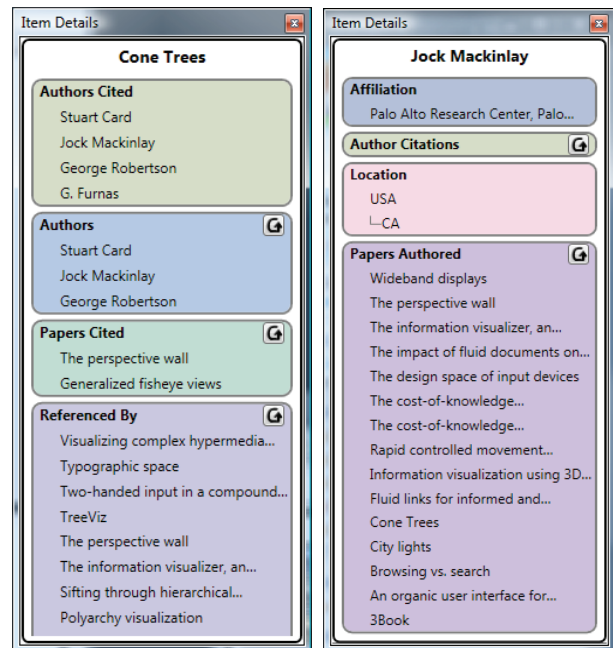 Item Details
Cone Trees
Authors Cited
Stuart Card
Jock Mackinlay
George Robertson
G. Furnas
Authors
Stuart Card
Jock Mackinlay
George Robertson
Papers Cited
The perspective wall
Generalized fisheye views
Referenced By
Visualizing complex hypermedia...
Typographic space
Two-handed input in a compound...
TreeViz
The perspective wall
The information visualizer, an...
Sifting through hierarchical...
Polyarchy visualization
Item Details
Jock Mackinlay
Affiliation
Palo Alto Research Center, Palo...
Author Citations
Location
USA
CA
Papers Authored
Wideband displays
The perspective wall
The information visualizer, an...
The impact of fluid documents on...
The design space of input devices
The cost-of-knowledge...
The cost-of-knowledge...
Rapid controlled movement...
Information visualization using 3D...
Fluid links for informed and...
Cone Trees
City lights
Browsing vs. search
An organic user interface for...
3Book